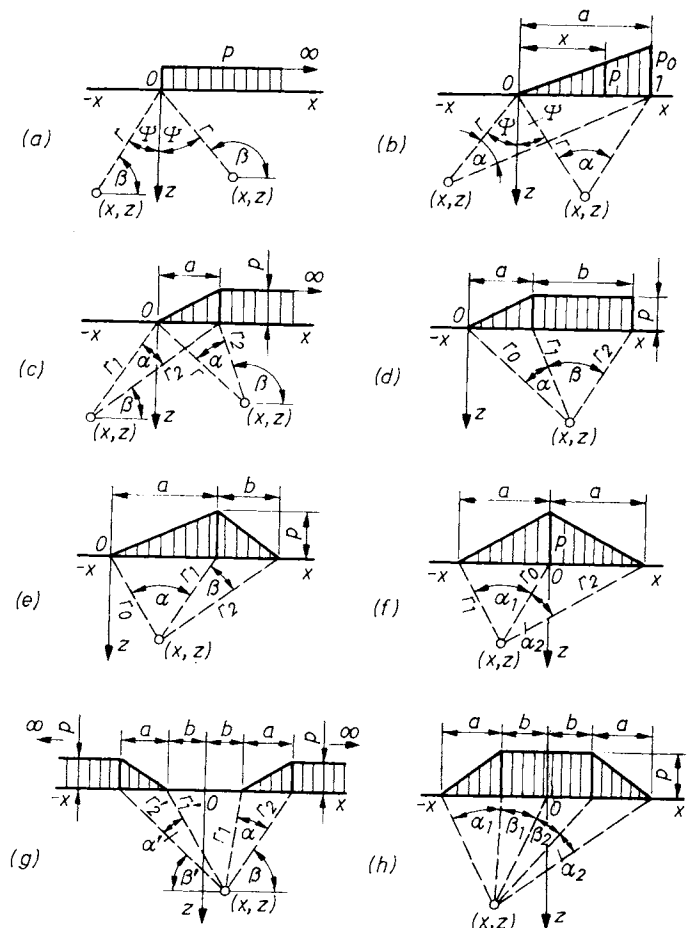 p ∞
0
-x x
r Ψ Ψ r
β β
(x, z) (x, z)
z
(a)
a
x
p p₀
0 1
-x x
Ψ Ψ
r α r α
(x, z) (x, z)
z
(b)
a p ∞
0
-x x
r₁ α r₂ α r₂
β β
(x, z) (x, z)
z
(c)
a b
0 p
-x x
r₀ α r₁ β r₂
(x, z)
z
(d)
a b
0 p
-x x
r₀ α r₁ β r₂
(x, z)
z
(e)
a a
p
-x 0 x
r₁ α₁ r₀ r₂
α₂
(x, z)
z
(f)
∞ p a b b a p ∞
-x 0 x
r₂' r₁' r₁ r₂
α' α
β' β
(x, z)
z
(g)
a b b a
p
-x 0 x
α₁ β₁ β₂
α₂
(x, z)
z
(h)